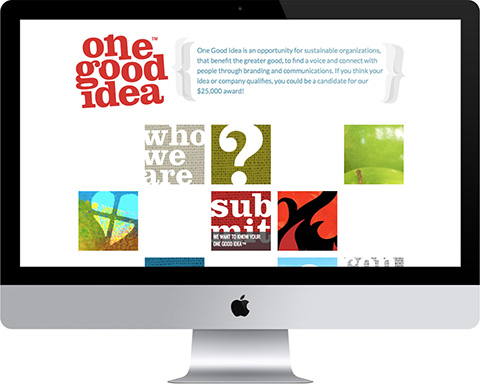 one™
good
idea
One Good Idea is an opportunity for sustainable organizations,
that benefit the greater good, to find a voice and connect with
people through branding and communications. If you think your
idea or company qualifies, you could be a candidate for our
$25,000 award!
who
we
are
?
sub
mit
WE WANT TO KNOW YOUR
ONE GOOD IDEA™